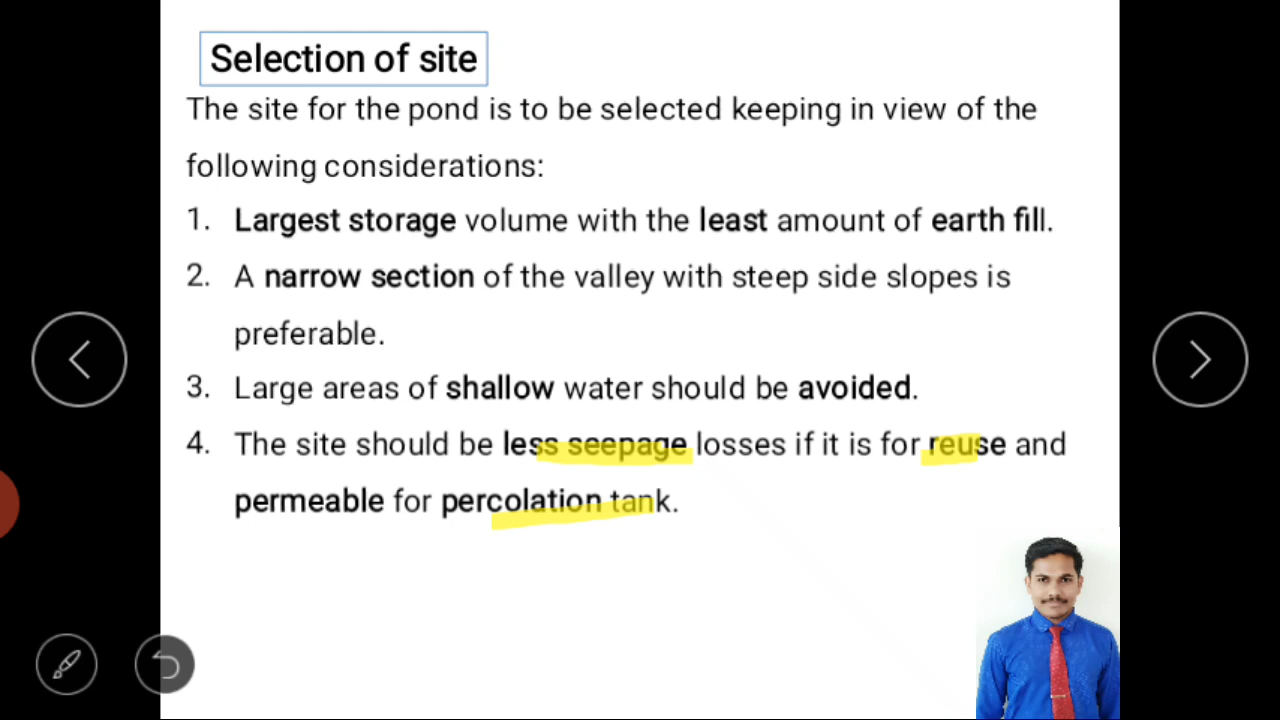 Selection of site
The site for the pond is to be selected keeping in view of the
following considerations:
1. Largest storage volume with the least amount of earth fill.
2. A narrow section of the valley with steep side slopes is
preferable.
3. Large areas of shallow water should be avoided.
4. The site should be less seepage losses if it is for reuse and
permeable for percolation tank.